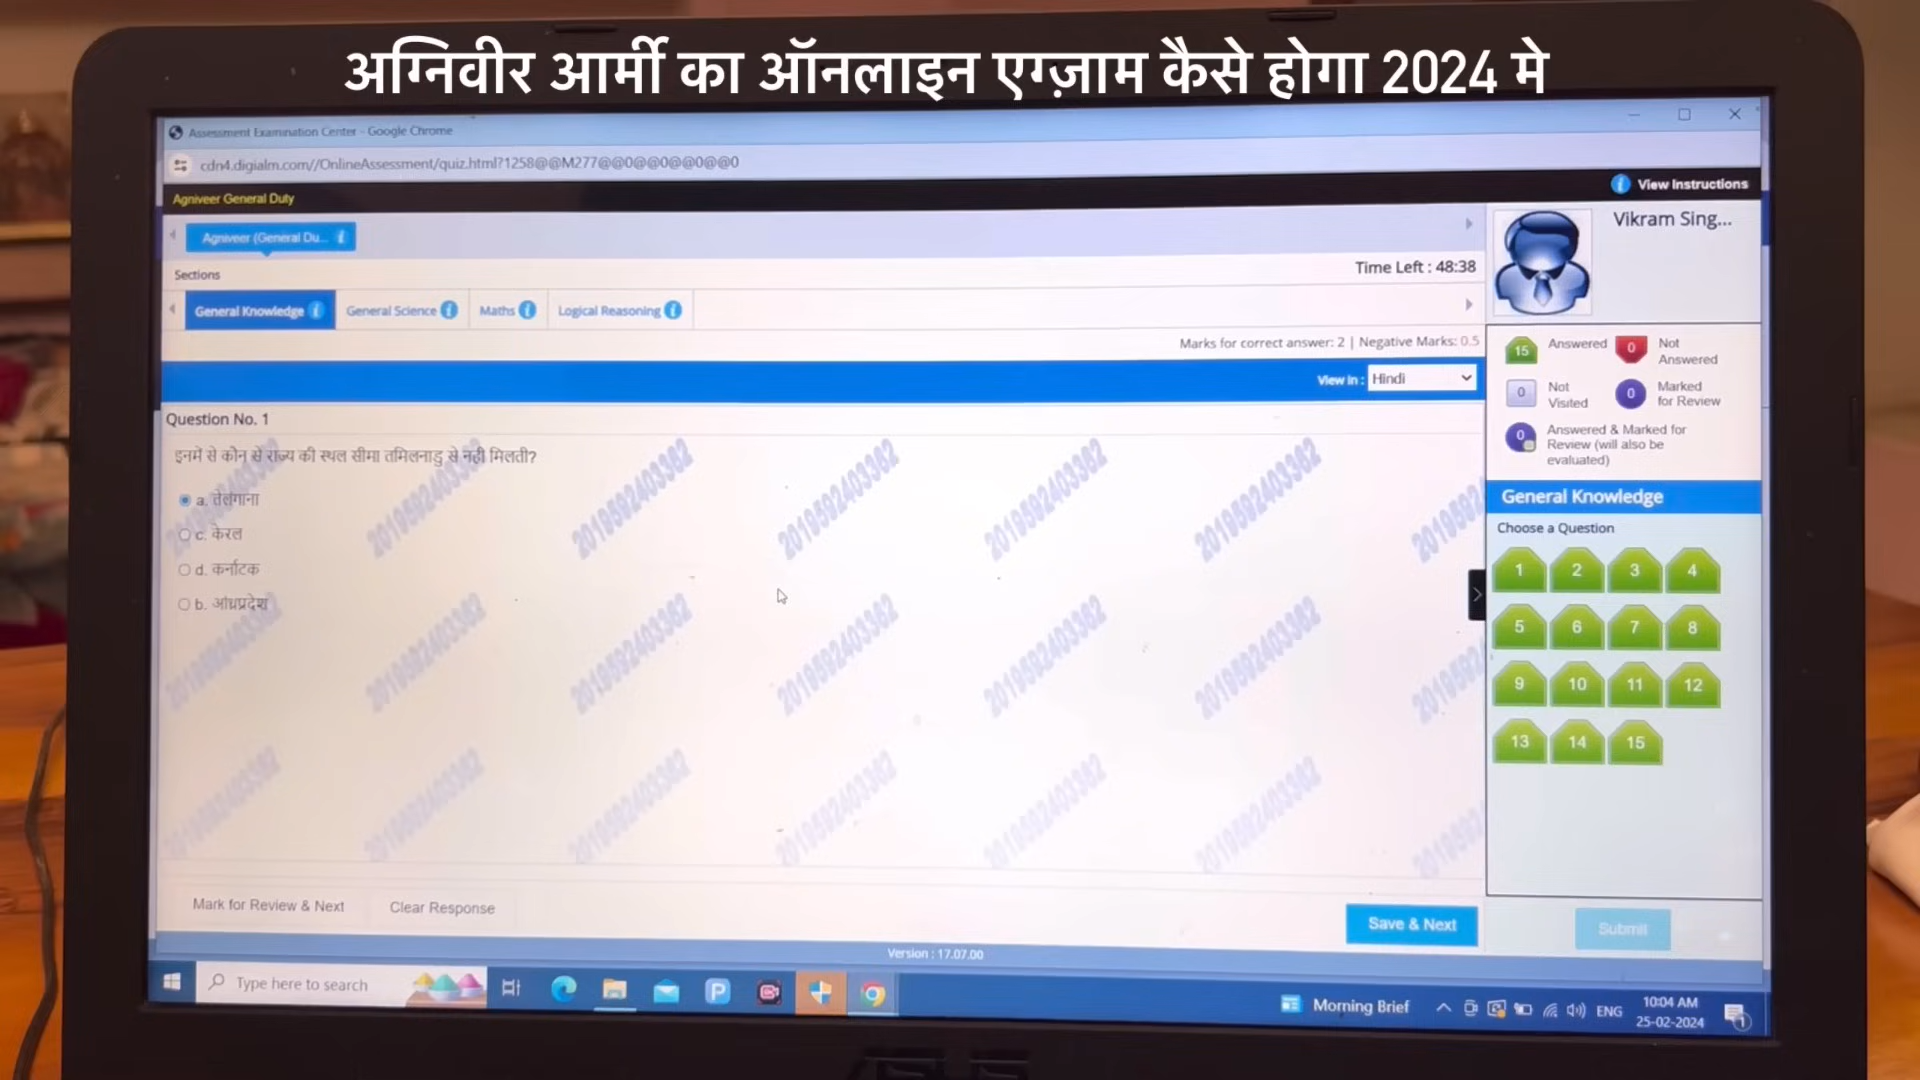 अग्निवीर आर्मी का ऑनलाइन एग्ज़ाम कैसे होगा 2024 मे
Assessment Examination Center - Google Chrome
cdn4.digialm.com//OnlineAssessment/quiz.html?1258@@M277@@0@@0@@0@@0
Agniveer General Duty
View Instructions
Agniveer (General Du...
Vikram Sing...
Sections
Time Left : 48:38
General Knowledge
General Science
Maths
Logical Reasoning
Marks for correct answer: 2 | Negative Marks: 0.5
View in : Hindi
15 Answered
0 Not Answered
0 Not Visited
0 Marked for Review
0 Answered & Marked for Review (will also be evaluated)
Question No. 1
इनमें से कौन से राज्य की स्थल सीमा तमिलनाडु से नही मिलती?
a. तेलंगाना
c. केरल
d. कर्नाटक
b. आंध्रप्रदेश
2019592403362
General Knowledge
Choose a Question
1 2 3 4
5 6 7 8
9 10 11 12
13 14 15
Mark for Review & Next
Clear Response
Save & Next
Submit
Version : 17.07.00
Type here to search
Morning Brief
ENG
10:04 AM
25-02-2024
1